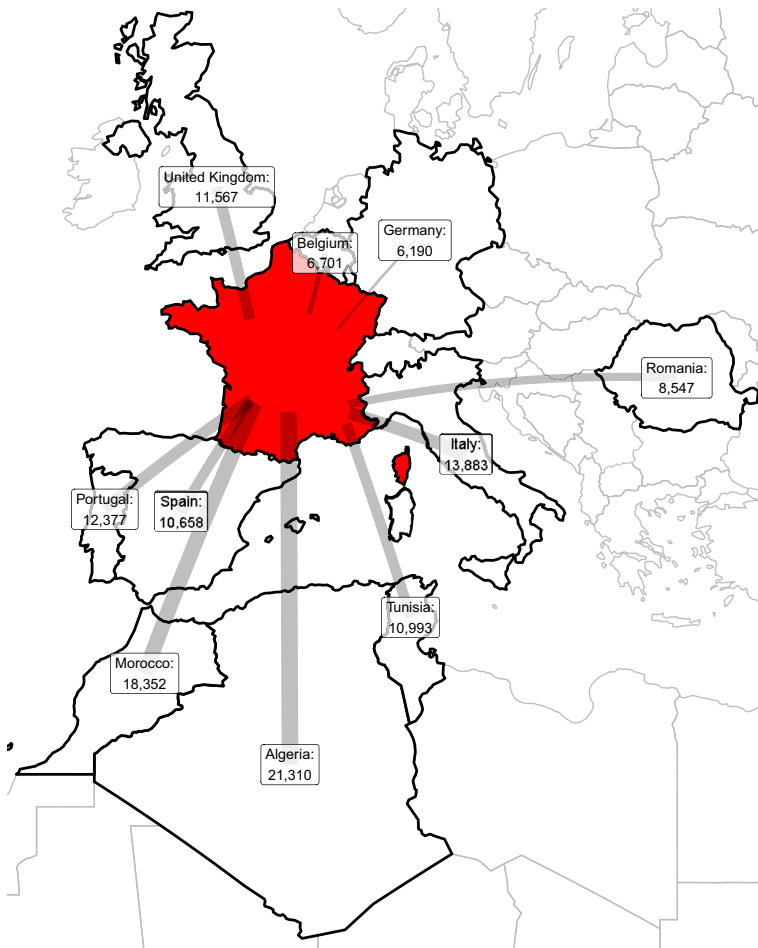 United Kingdom:
11,567
Belgium:
6,701
Germany:
6,190
Romania:
8,547
Italy:
13,883
Portugal:
12,377
Spain:
10,658
Tunisia:
10,993
Morocco:
18,352
Algeria:
21,310